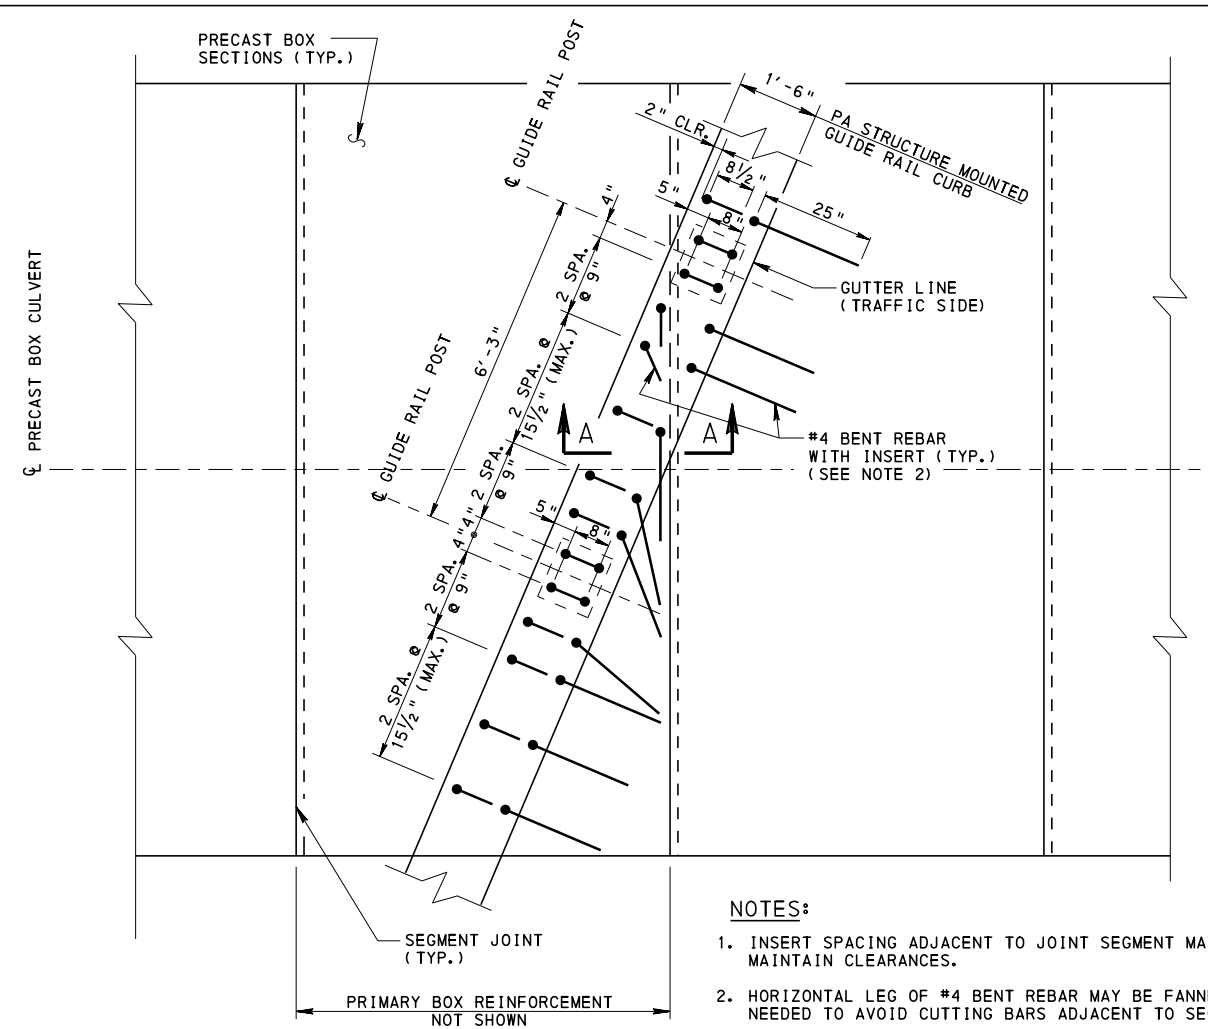 PRECAST BOX
SECTIONS (TYP.)
℄ GUIDE RAIL POST
1'-6"
PA STRUCTURE MOUNTED
GUIDE RAIL CURB
2" CLR.
8½"
5"
8"
25"
4"
2 SPA.
@ 9"
GUTTER LINE
(TRAFFIC SIDE)
℄ PRECAST BOX CULVERT
6'-3"
2 SPA. @
15½" (MAX.)
℄ GUIDE RAIL POST
A
A
#4 BENT REBAR
WITH INSERT (TYP.)
(SEE NOTE 2)
2 SPA.
@ 9"
5"
8"
4"
4"
2 SPA.
@ 9"
2 SPA. @
15½" (MAX.)
SEGMENT JOINT
(TYP.)
PRIMARY BOX REINFORCEMENT
NOT SHOWN
NOTES:
1. INSERT SPACING ADJACENT TO JOINT SEGMENT
MAINTAIN CLEARANCES.
2. HORIZONTAL LEG OF #4 BENT REBAR MAY BE
NEEDED TO AVOID CUTTING BARS ADJACENT TO